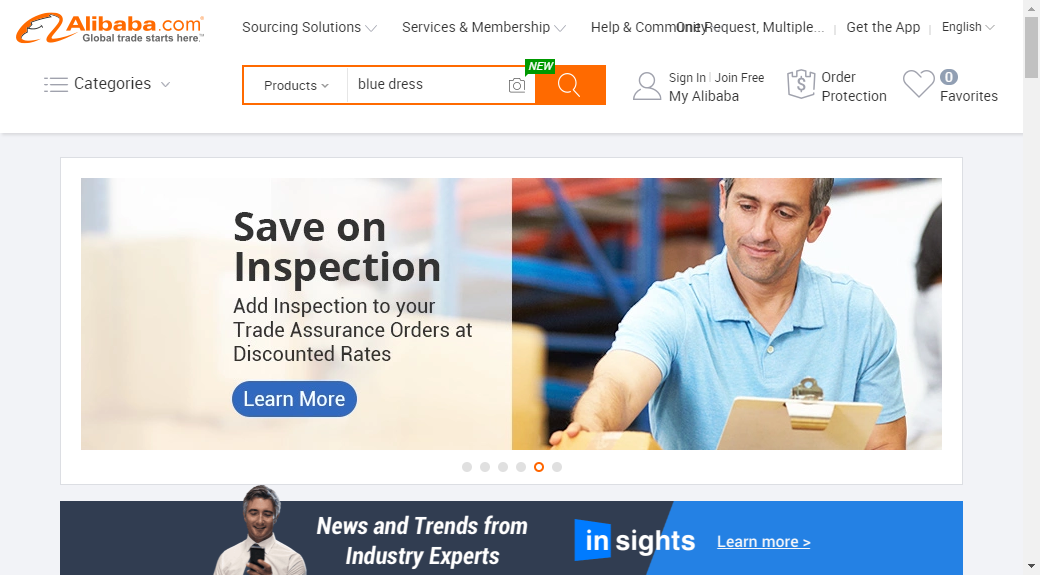 Alibaba.com
Global trade starts here.™
Sourcing Solutions
Services & Membership
Help & Community
One Request, Multiple...
Get the App
English
Categories
Products
blue dress
NEW
Sign In | Join Free
My Alibaba
Order
Protection
0
Favorites
Save on
Inspection
Add Inspection to your
Trade Assurance Orders at
Discounted Rates
Learn More
News and Trends from
Industry Experts
in sights
Learn more >